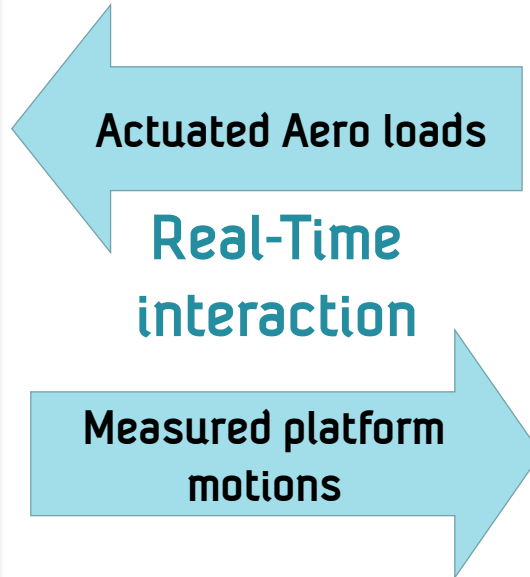 Actuated Aero loads
Real-Time
interaction
Measured platform
motions